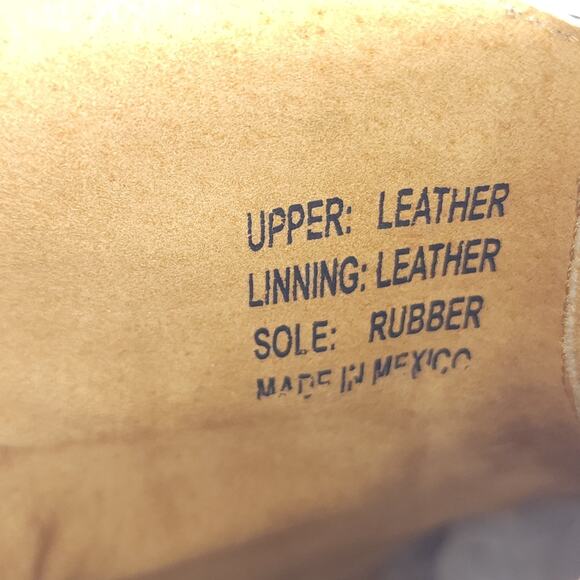 UPPER: LEATHER
LINNING: LEATHER
SOLE: RUBBER
MADE IN MEXICO